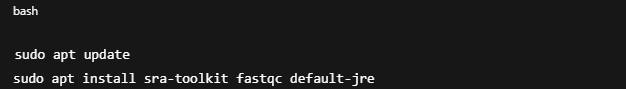 bash
sudo apt update
sudo apt install sra-toolkit fastqc default-jre